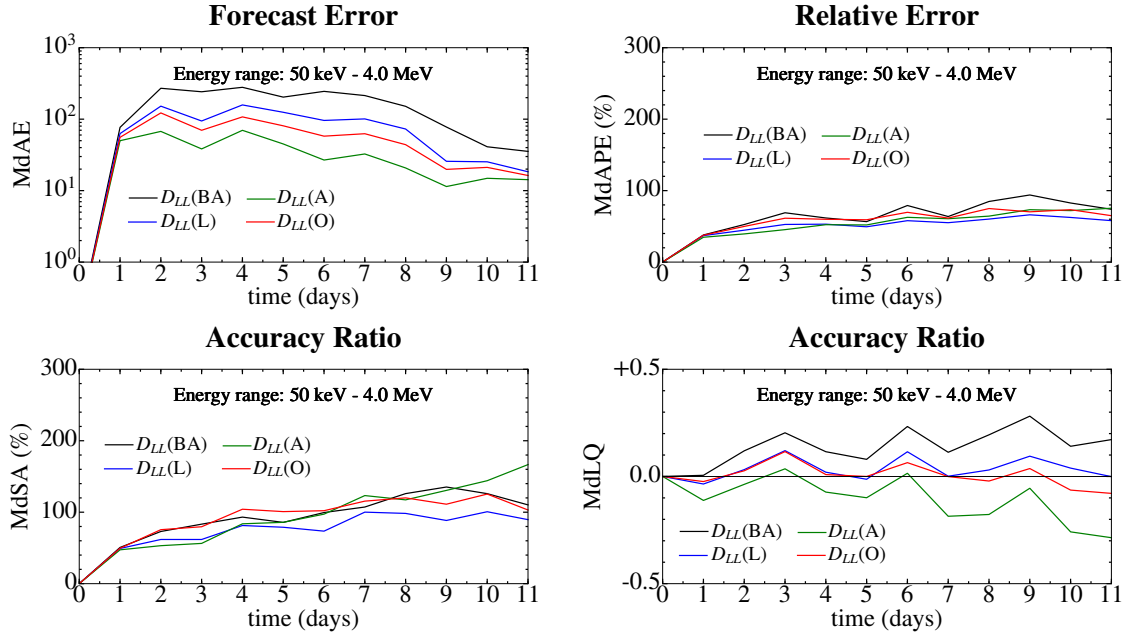 Forecast Error
10³
10²
10¹
10⁰
MdAE
Energy range: 50 keV - 4.0 MeV
D_LL(BA) D_LL(A)
D_LL(L) D_LL(O)
0 1 2 3 4 5 6 7 8 9 10 11
time (days)
Relative Error
300
200
100
0
MdAPE (%)
Energy range: 50 keV - 4.0 MeV
D_LL(BA) D_LL(A)
D_LL(L) D_LL(O)
0 1 2 3 4 5 6 7 8 9 10 11
time (days)
Accuracy Ratio
300
200
100
0
MdSA (%)
Energy range: 50 keV - 4.0 MeV
D_LL(BA) D_LL(A)
D_LL(L) D_LL(O)
0 1 2 3 4 5 6 7 8 9 10 11
time (days)
Accuracy Ratio
+0.5
0.0
-0.5
MdLQ
Energy range: 50 keV - 4.0 MeV
D_LL(BA) D_LL(A)
D_LL(L) D_LL(O)
0 1 2 3 4 5 6 7 8 9 10 11
time (days)